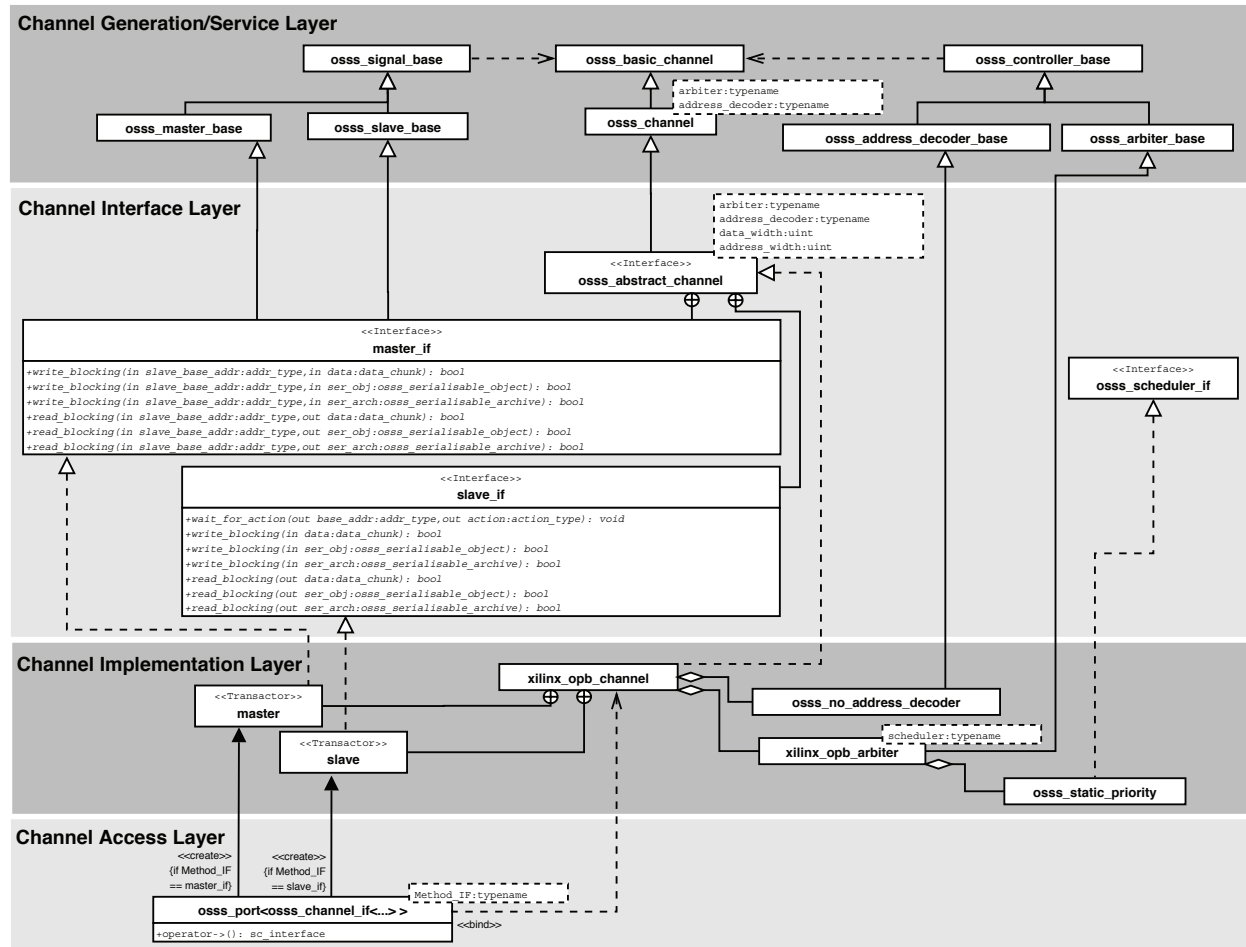 Channel Generation/Service Layer
osss_signal_base
osss_basic_channel
osss_controller_base
arbiter:typename
address_decoder:typename
osss_master_base
osss_slave_base
osss_channel
osss_address_decoder_base
osss_arbiter_base
Channel Interface Layer
arbiter:typename
address_decoder:typename
data_width:uint
address_width:uint
<<Interface>>
osss_abstract_channel
<<Interface>>
master_if
+write_blocking(in slave_base_addr:addr_type,in data:data_chunk): bool
+write_blocking(in slave_base_addr:addr_type,in ser_obj:osss_serialisable_object): bool
+write_blocking(in slave_base_addr:addr_type,in ser_arch:osss_serialisable_archive): bool
+read_blocking(in slave_base_addr:addr_type,out data:data_chunk): bool
+read_blocking(in slave_base_addr:addr_type,out ser_obj:osss_serialisable_object): bool
+read_blocking(in slave_base_addr:addr_type,out ser_arch:osss_serialisable_archive): bool
<<Interface>>
osss_scheduler_if
<<Interface>>
slave_if
+wait_for_action(out base_addr:addr_type,out action:action_type): void
+write_blocking(in data:data_chunk): bool
+write_blocking(in ser_obj:osss_serialisable_object): bool
+write_blocking(in ser_arch:osss_serialisable_archive): bool
+read_blocking(out data:data_chunk): bool
+read_blocking(out ser_obj:osss_serialisable_object): bool
+read_blocking(out ser_arch:osss_serialisable_archive): bool
Channel Implementation Layer
xilinx_opb_channel
<<Transactor>>
master
osss_no_address_decoder
scheduler:typename
<<Transactor>>
slave
xilinx_opb_arbiter
osss_static_priority
Channel Access Layer
<<create>>
{if Method_IF
== master_if}
<<create>>
{if Method_IF
== slave_if}
Method_IF:typename
osss_port<osss_channel_if<...> >
<<bind>>
+operator->(): sc_interface